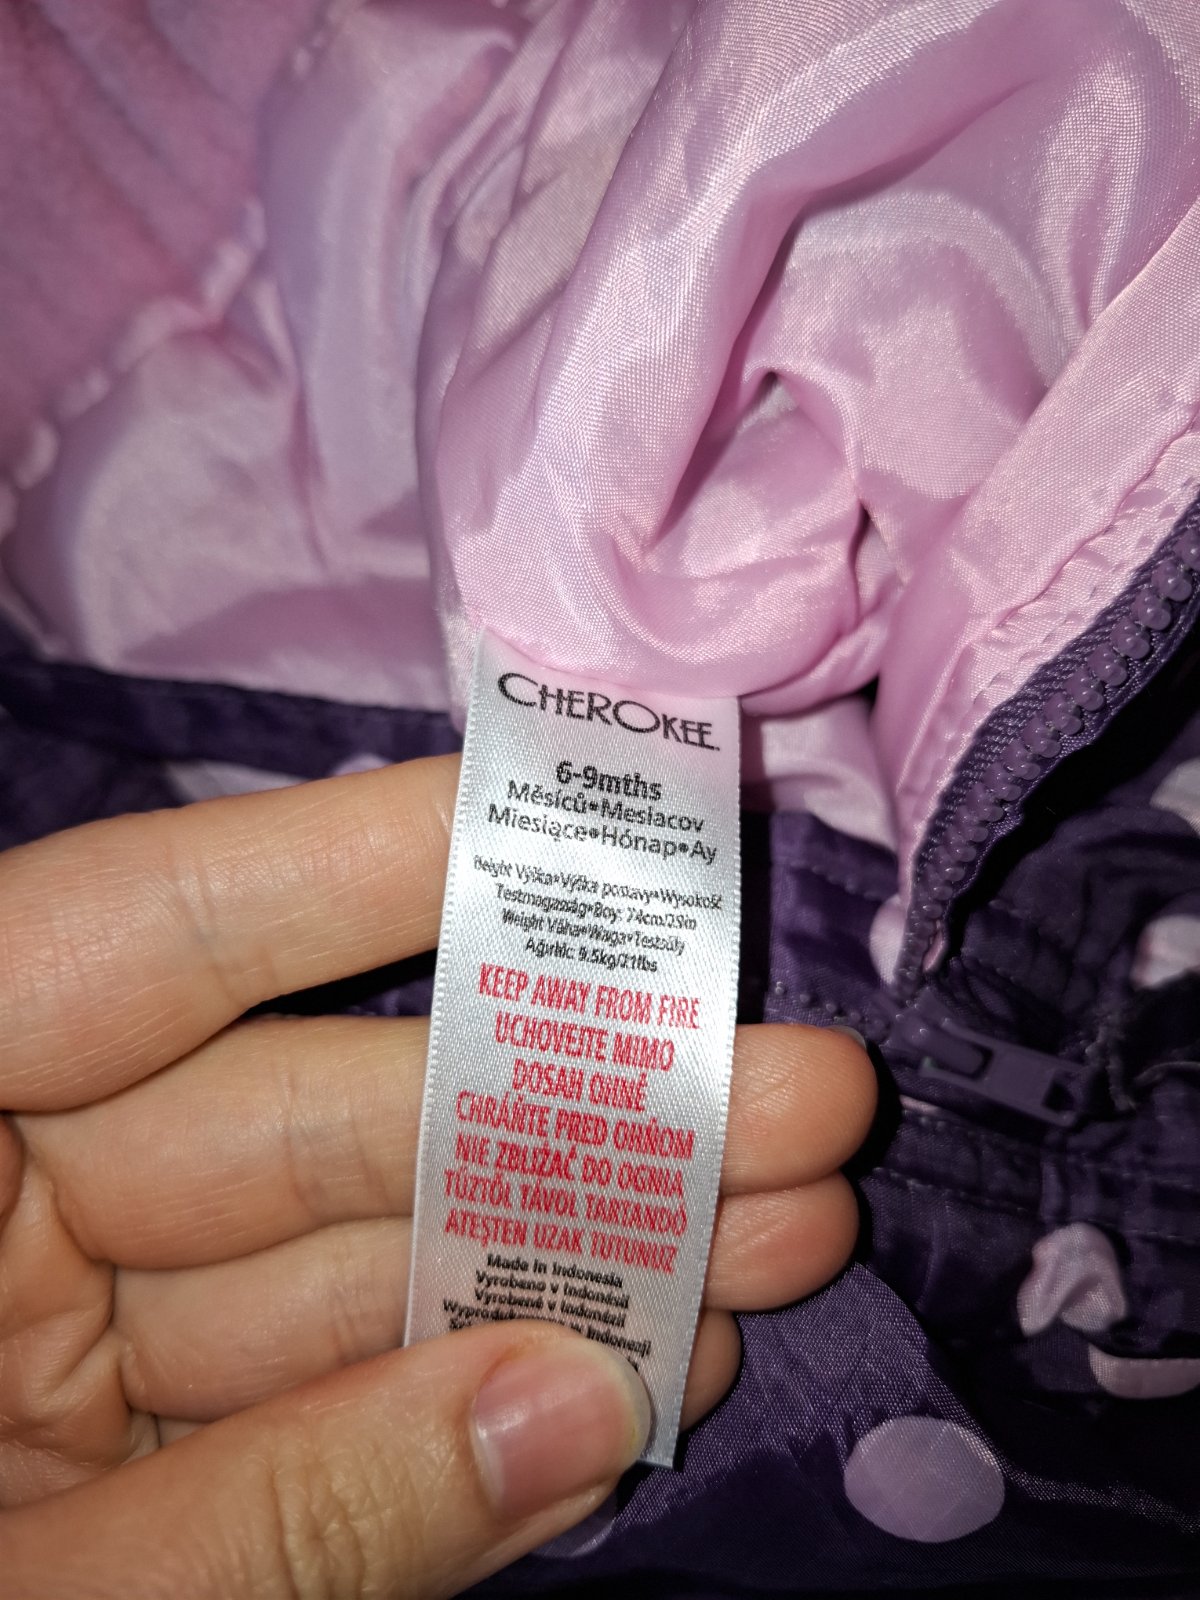 CHEROKEE
6-9mths
Měsíců•Mesiacov
Miesiące•Hónap•Ay
Height Výška•Výška postavy•Wysokość
Testmagasság•Boy: 74cm/29in
Weight Váha•Waga•Testsúly
Ağırlık: 9.5kg/21lbs
KEEP AWAY FROM FIRE
UCHOVEJTE MIMO
DOSAH OHNĚ
CHRÁŇTE PRED OHŇOM
NIE ZBLIŻAĆ DO OGNIA
TŰZTŐL TÁVOL TARTANDÓ
ATEŞTEN UZAK TUTUNUZ
Made in Indonesia
Vyrobeno v Indonésii
Vyrobené v Indonézii
Indonezji